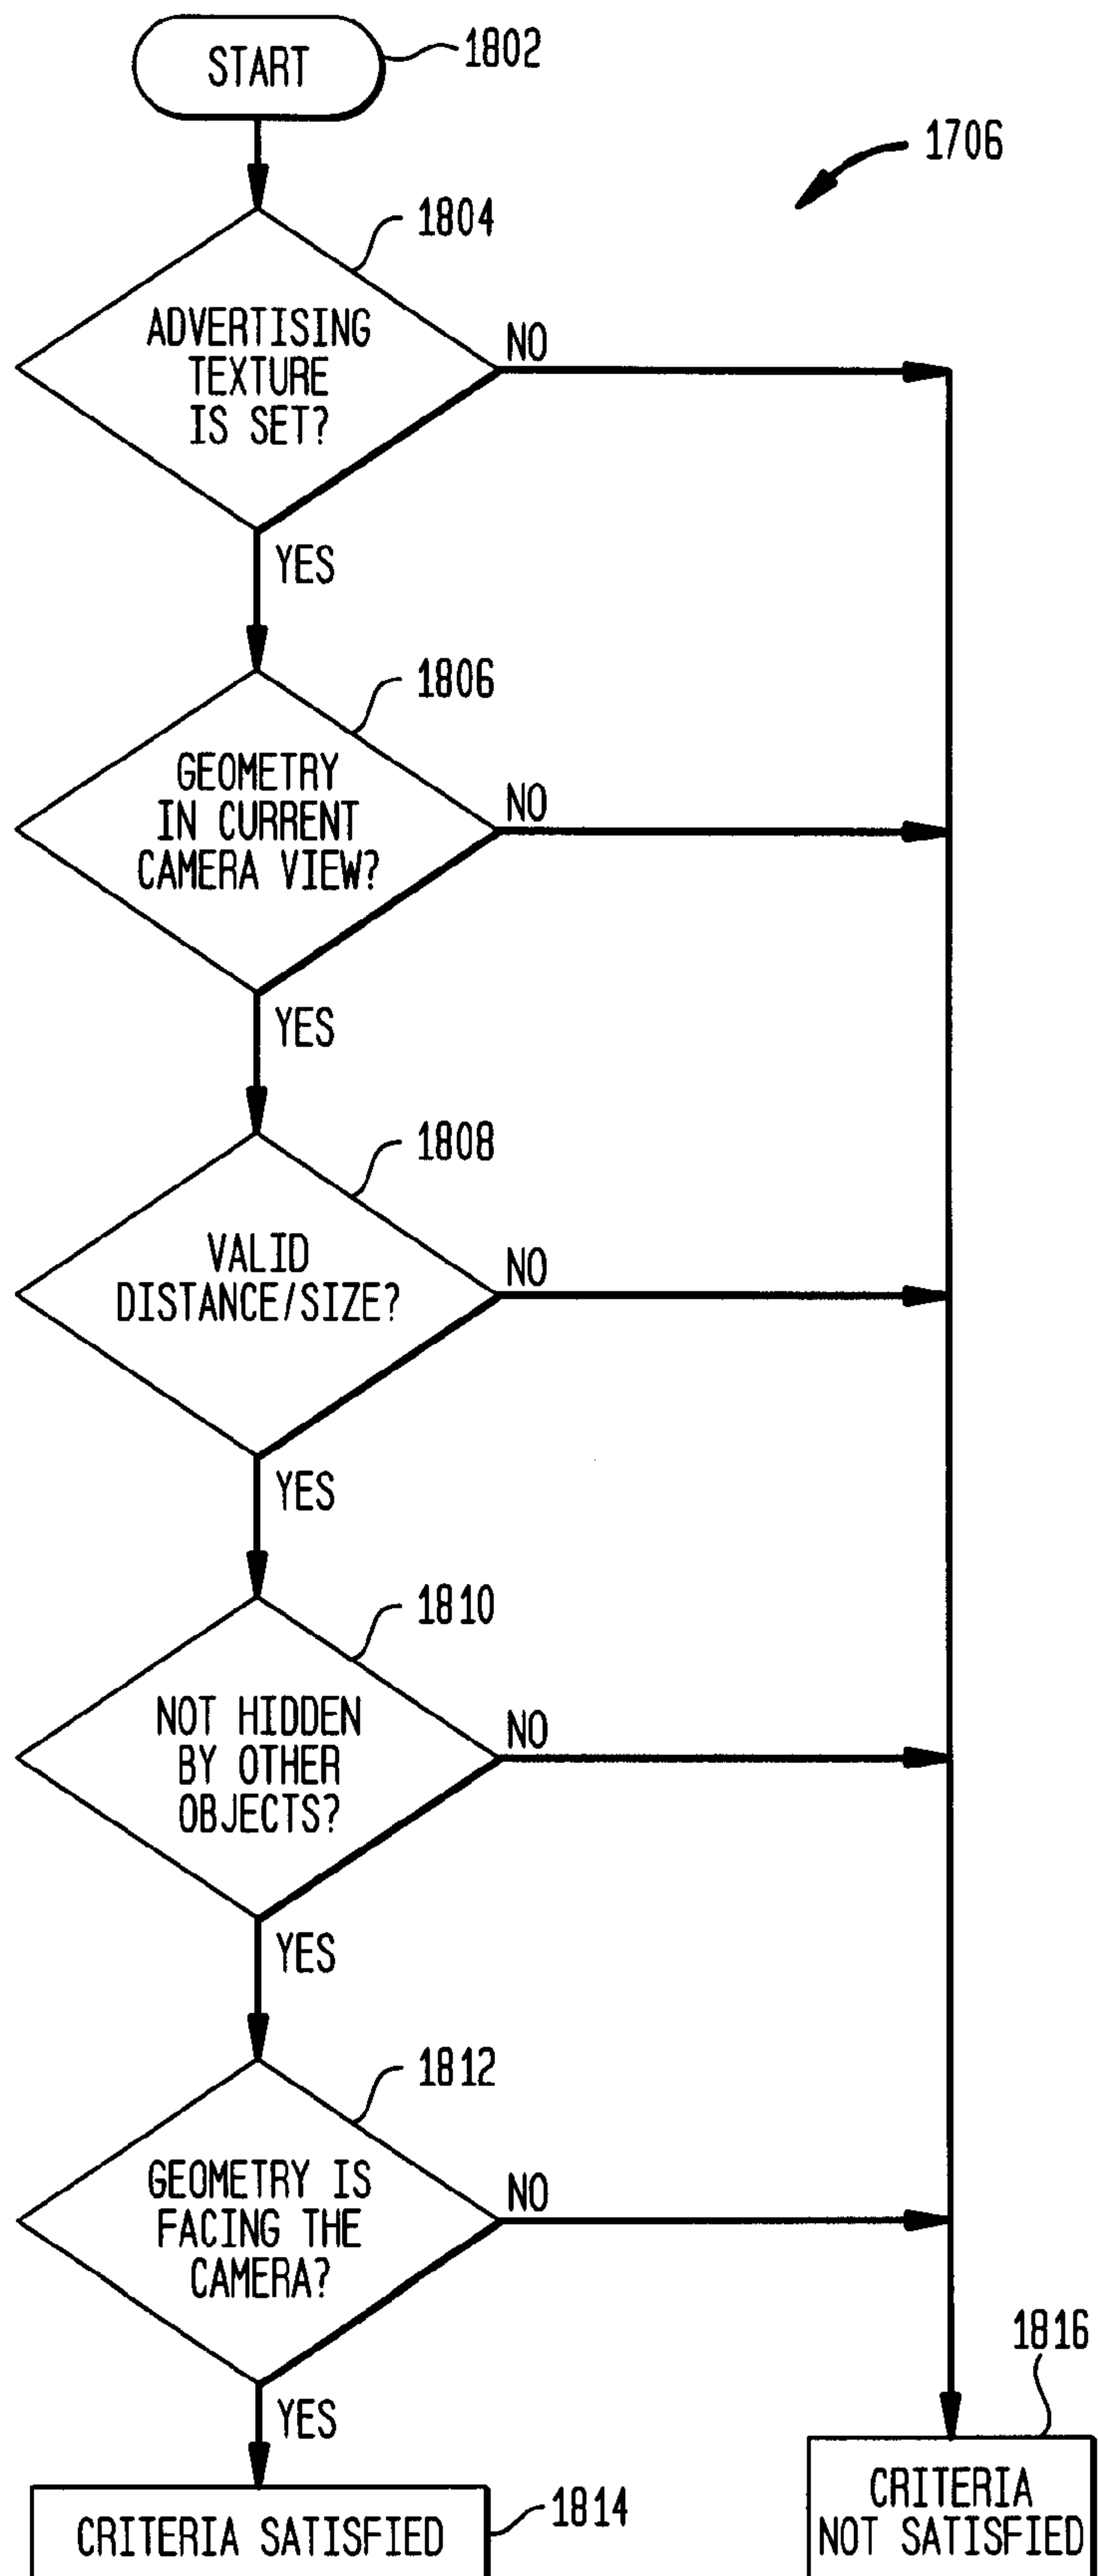 START
1802
1706
1804
ADVERTISING
TEXTURE
IS SET?
NO
YES
1806
GEOMETRY
IN CURRENT
CAMERA VIEW?
NO
YES
1808
VALID
DISTANCE/SIZE?
NO
YES
1810
NOT HIDDEN
BY OTHER
OBJECTS?
NO
YES
1812
GEOMETRY IS
FACING THE
CAMERA?
NO
YES
1816
CRITERIA
NOT SATISFIED
CRITERIA SATISFIED
1814